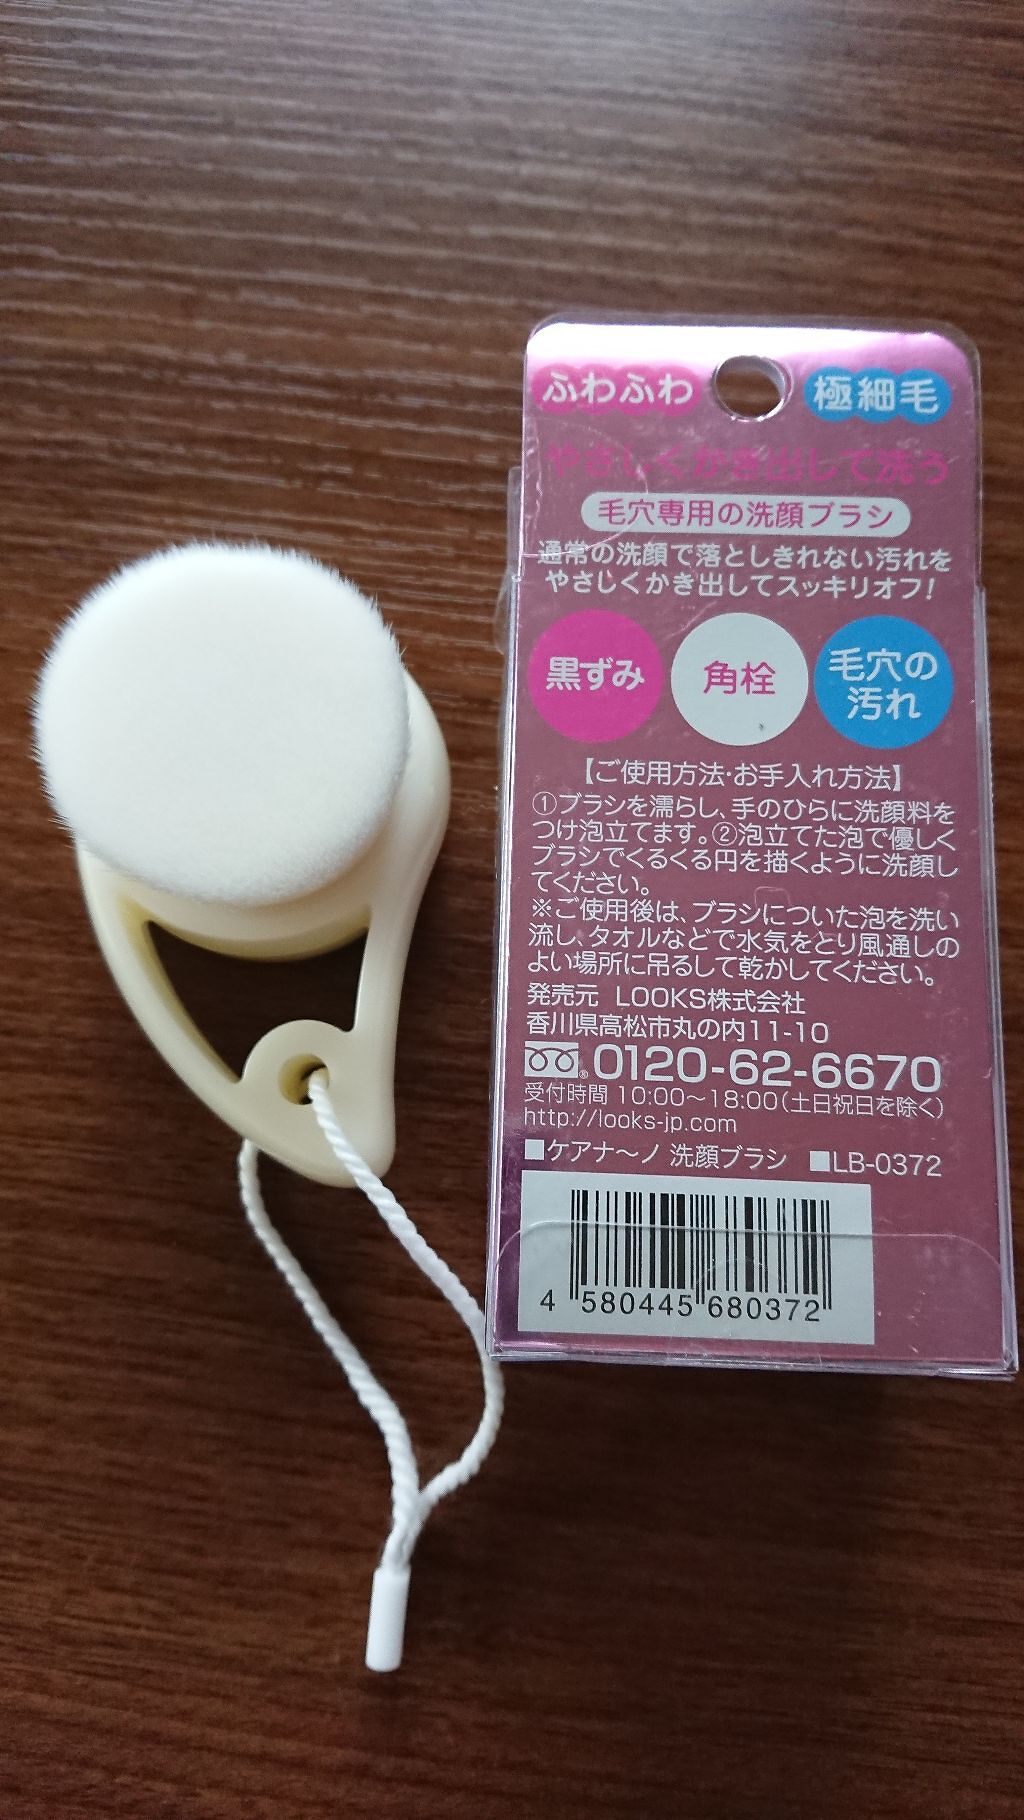 ふわふわ 極細毛
やさしくかき出して洗う
毛穴専用の洗顔ブラシ
通常の洗顔で落としきれない汚れを
やさしくかき出してスッキリオフ!
黒ずみ 角栓 毛穴の
汚れ
【ご使用方法・お手入れ方法】
①ブラシを濡らし、手のひらに洗顔料を
つけ泡立てます。②泡立てた泡で優しく
ブラシでくるくる円を描くように洗顔し
てください。
※ご使用後は、ブラシについた泡を洗い
流し、タオルなどで水気をとり風通しの
よい場所に吊るして乾かしてください。
発売元 LOOKS株式会社
香川県高松市丸の内11-10
0120-62-6670
受付時間 10:00〜18:00(土日祝日を除く)
http://looks-jp.com
■ケアナ〜ノ 洗顔ブラシ ■LB-0372
4 580445 680372